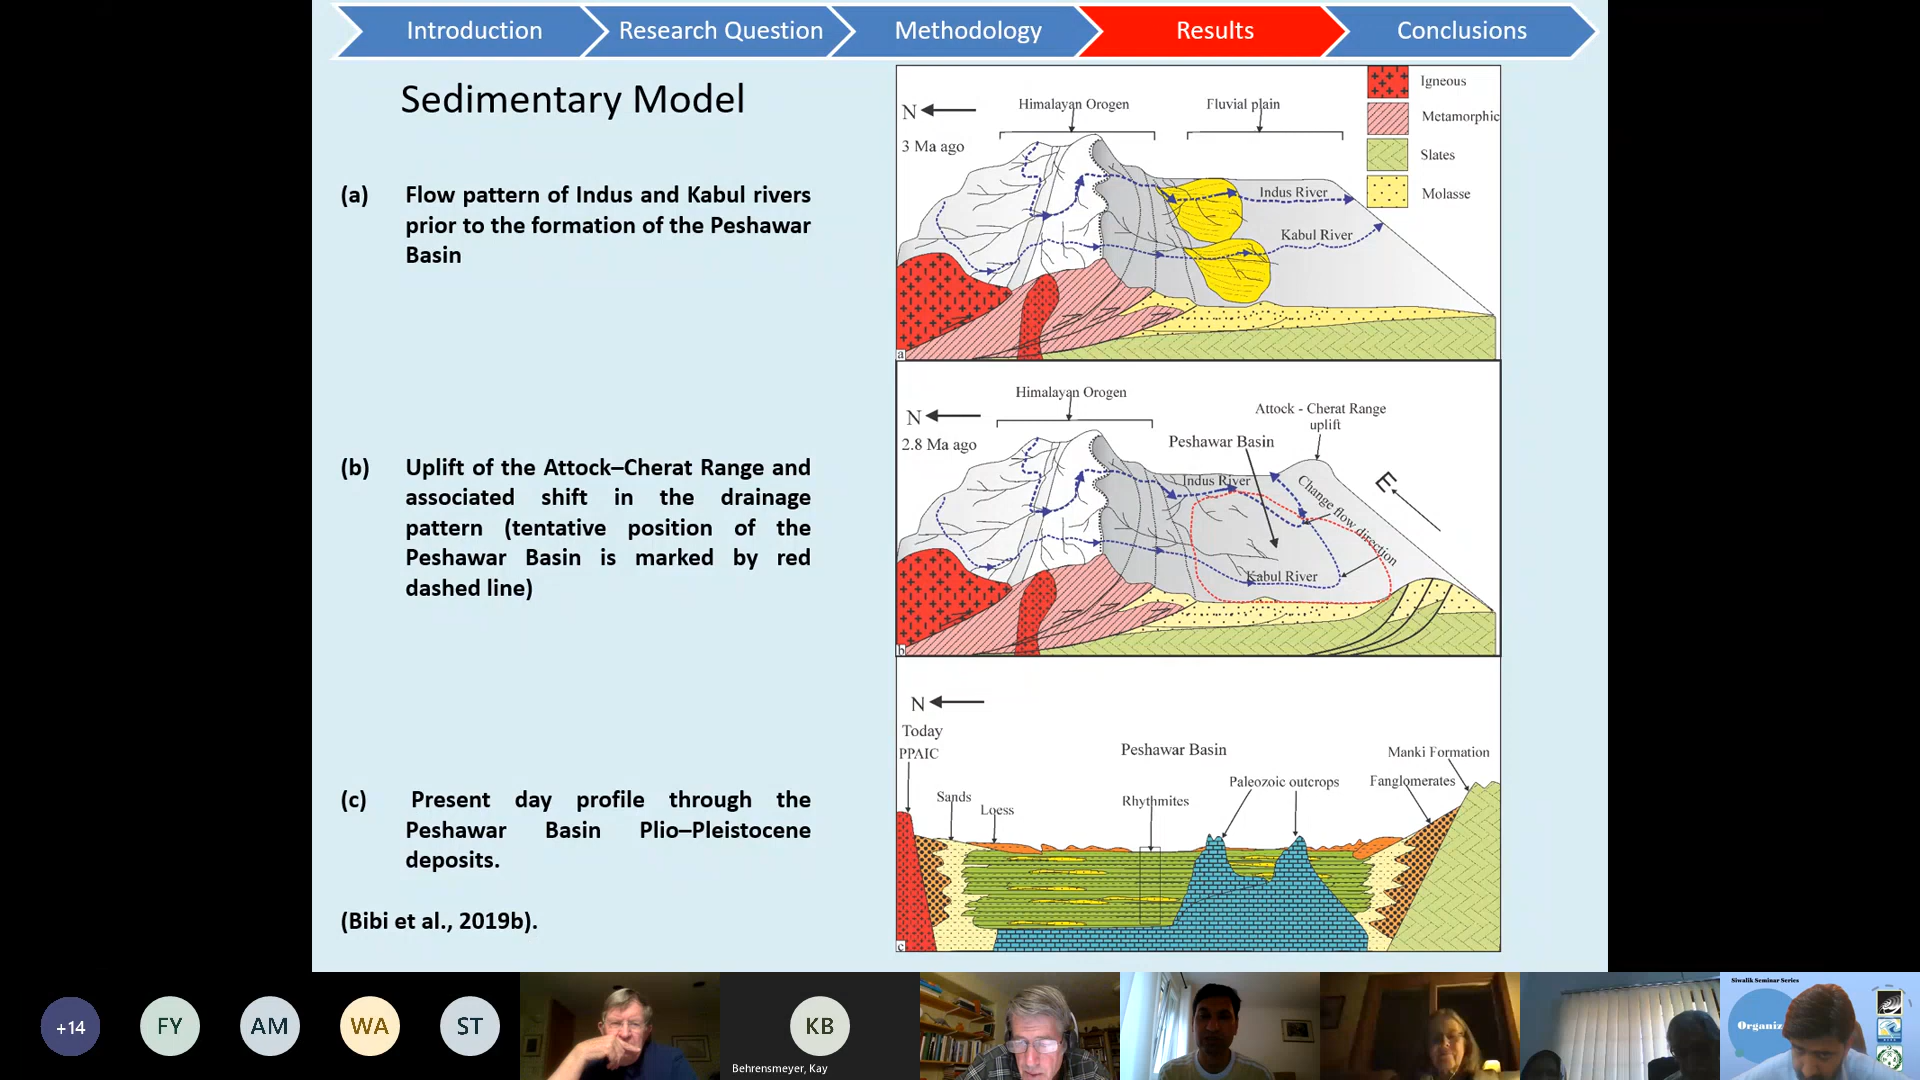 Introduction
Research Question
Methodology
Results
Conclusions
Sedimentary Model
(a) Flow pattern of Indus and Kabul rivers
prior to the formation of the Peshawar
Basin
(b) Uplift of the Attock–Cherat Range and
associated shift in the drainage
pattern (tentative position of the
Peshawar Basin is marked by red
dashed line)
(c) Present day profile through the
Peshawar Basin Plio–Pleistocene
deposits.
(Bibi et al., 2019b).
N
3 Ma ago
Himalayan Orogen
Fluvial plain
Igneous
Metamorphic
Slates
Molasse
Indus River
Kabul River
a
N
2.8 Ma ago
Himalayan Orogen
Attock - Cherat Range
uplift
Peshawar Basin
Indus River
Change flow direction
E
Kabul River
b
N
Today
PPAIC
Peshawar Basin
Manki Formation
Sands
Loess
Rhythmites
Paleozoic outcrops
Fanglomerates
c
+14
FY
AM
WA
ST
KB
Behrensmeyer, Kay
Siwalik Seminar Series
Organiz